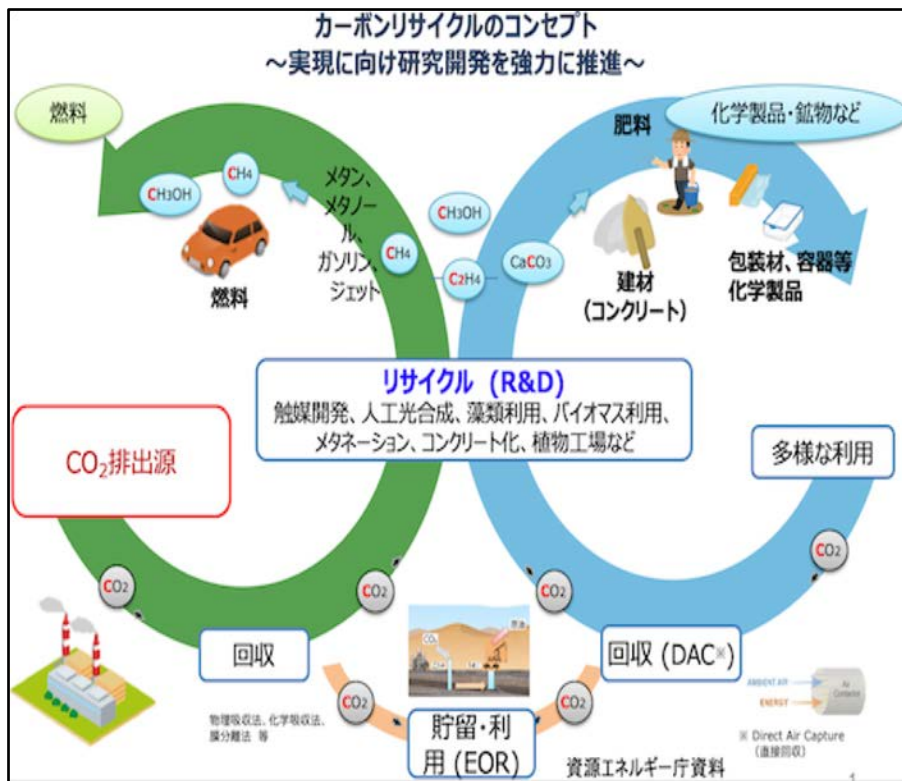 カーボンリサイクルのコンセプト
～実現に向け研究開発を強力に推進～
燃料
肥料
化学製品・鉱物など
CH3OH
CH4
メタン、
メタノー
ル、
ガソリン、
ジェット
燃料
CH4
CH3OH
C2H4
CaCO3
建材
（コンクリート）
包装材、容器等
化学製品
リサイクル (R&D)
触媒開発、人工光合成、藻類利用、バイオマス利用、
メタネーション、コンクリート化、植物工場など
CO2排出源
多様な利用
CO2
CO2
CO2
CO2
回収
物理吸収法、化学吸収法、
膜分離法 等
CO2
CO2
原油
回収 (DAC※)
CO2
貯留・利
用 (EOR)
AMBIENT AIR
ENERGY
Air
Contactor
※ Direct Air Capture
（直接回収）
資源エネルギー庁資料
4